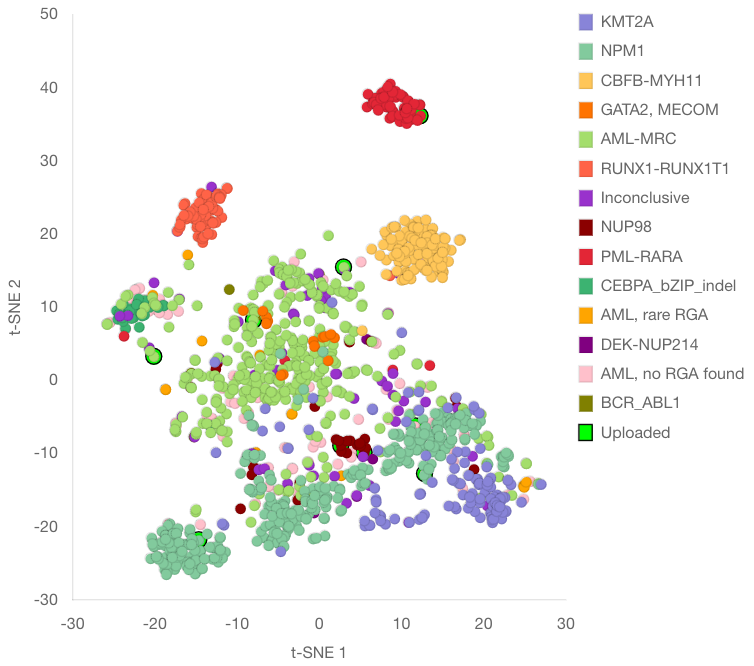 50
40
30
20
10
0
-10
-20
-30
-30
-20
-10
0
10
20
30
t-SNE 1
t-SNE 2
KMT2A
NPM1
CBFB-MYH11
GATA2, MECOM
AML-MRC
RUNX1-RUNX1T1
Inconclusive
NUP98
PML-RARA
CEBPA_bZIP_indel
AML, rare RGA
DEK-NUP214
AML, no RGA found
BCR_ABL1
Uploaded